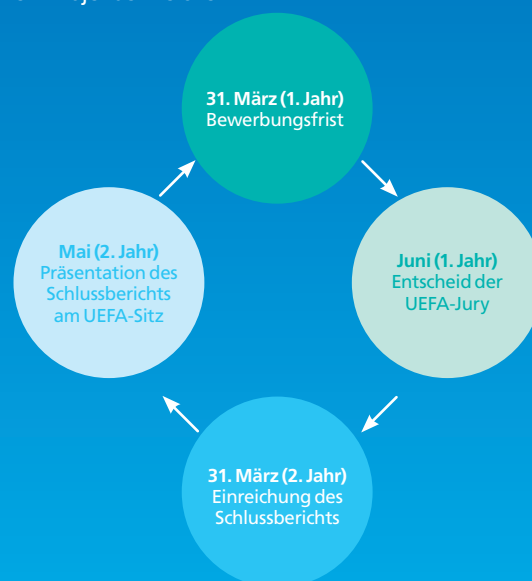 31. März (1. Jahr)
Bewerbungsfrist
Juni (1. Jahr)
Entscheid der
UEFA-Jury
31. März (2. Jahr)
Einreichung des
Schlussberichts
Mai (2. Jahr)
Präsentation des
Schlussberichts
am UEFA-Sitz